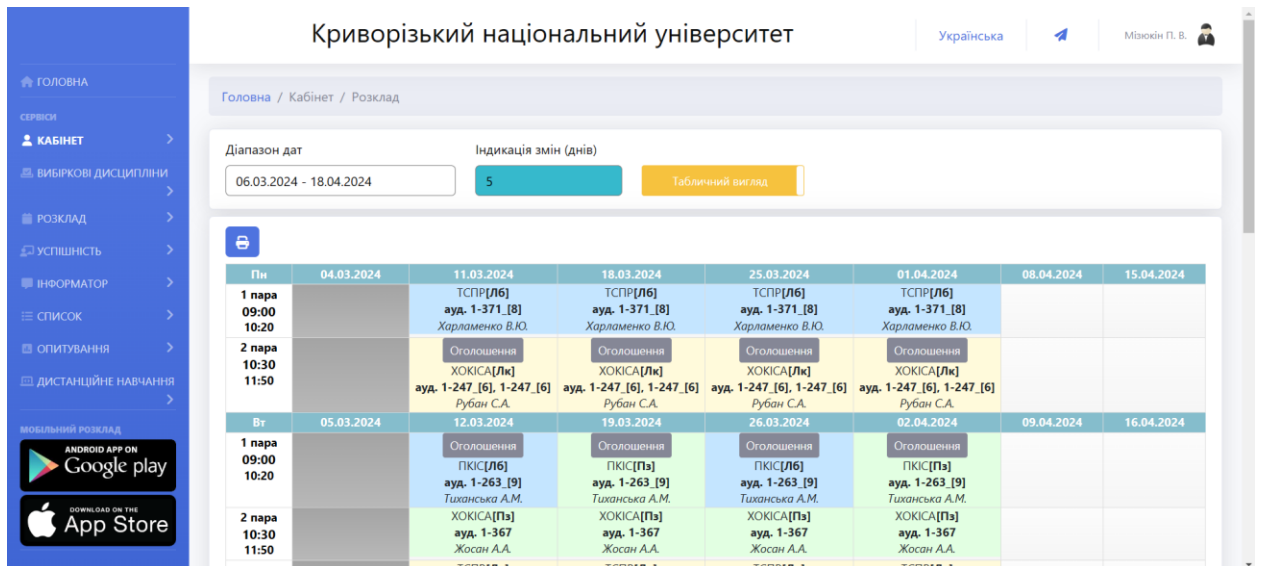 Криворізький національний університет
Українська
Мізюкін П. В.
ГОЛОВНА
СЕРВІСИ
КАБІНЕТ
ВИБІРКОВІ ДИСЦИПЛІНИ
РОЗКЛАД
УСПІШНІСТЬ
ІНФОРМАТОР
СПИСОК
ОПИТУВАННЯ
ДИСТАНЦІЙНЕ НАВЧАННЯ
МОБІЛЬНИЙ РОЗКЛАД
ANDROID APP ON
Google play
DOWNLOAD ON THE
App Store
Головна / Кабінет / Розклад
Діапазон дат
06.03.2024 - 18.04.2024
Індикація змін (днів)
5
Табличний вигляд
Пн 04.03.2024 11.03.2024 18.03.2024 25.03.2024 01.04.2024 08.04.2024 15.04.2024
1 пара ТСПР[Лб] ТСПР[Лб] ТСПР[Лб] ТСПР[Лб]
09:00 ауд. 1-371_[8] ауд. 1-371_[8] ауд. 1-371_[8] ауд. 1-371_[8]
10:20 Харламенко В.Ю. Харламенко В.Ю. Харламенко В.Ю. Харламенко В.Ю.
2 пара Оголошення Оголошення Оголошення Оголошення
10:30 ХОКІСА[Лк] ХОКІСА[Лк] ХОКІСА[Лк] ХОКІСА[Лк]
11:50 ауд. 1-247_[6], 1-247_[6] ауд. 1-247_[6], 1-247_[6] ауд. 1-247_[6], 1-247_[6] ауд. 1-247_[6], 1-247_[6]
Рубан С.А. Рубан С.А. Рубан С.А. Рубан С.А.
Вт 05.03.2024 12.03.2024 19.03.2024 26.03.2024 02.04.2024 09.04.2024 16.04.2024
1 пара Оголошення Оголошення Оголошення Оголошення
09:00 ПКІС[Лб] ПКІС[Пз] ПКІС[Лб] ПКІС[Пз]
10:20 ауд. 1-263_[9] ауд. 1-263_[9] ауд. 1-263_[9] ауд. 1-263_[9]
Тиханська А.М. Тиханська А.М. Тиханська А.М. Тиханська А.М.
2 пара ХОКІСА[Пз] ХОКІСА[Пз] ХОКІСА[Пз] ХОКІСА[Пз]
10:30 ауд. 1-367 ауд. 1-367 ауд. 1-367 ауд. 1-367
11:50 Жосан А.А. Жосан А.А. Жосан А.А. Жосан А.А.